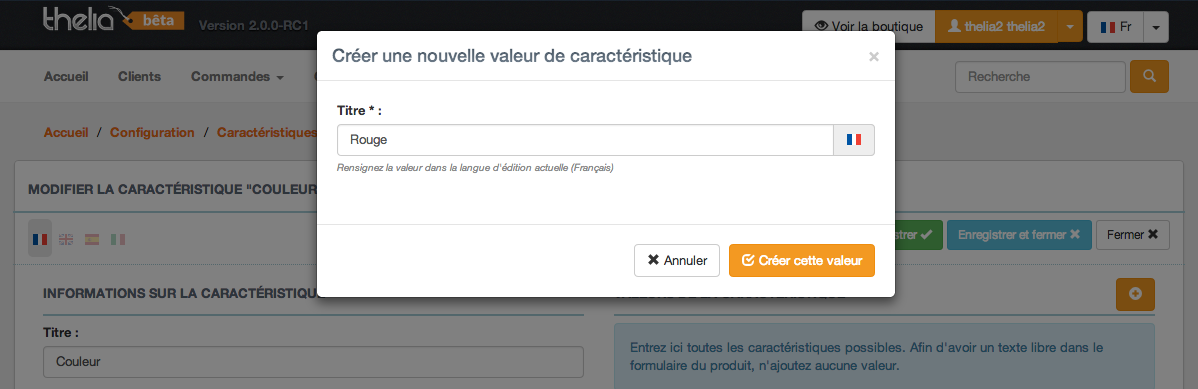 thelia bêta Version 2.0.0-RC1 Voir la boutique thelia2 thelia2 Fr
Créer une nouvelle valeur de caractéristique ×
Accueil Clients Commandes Recherche
Titre * :
Rouge
Accueil / Configuration / Caractéristiques
Rensignez la valeur dans la langue d'édition actuelle (Français)
MODIFIER LA CARACTÉRISTIQUE "COULEUR
Enregistrer et fermer Fermer
Annuler Créer cette valeur
INFORMATIONS SUR LA CARACTÉRISTIQUE
Titre :
Couleur
Entrez ici toutes les caractéristiques possibles. Afin d'avoir un texte libre dans le
formulaire du produit, n'ajoutez aucune valeur.